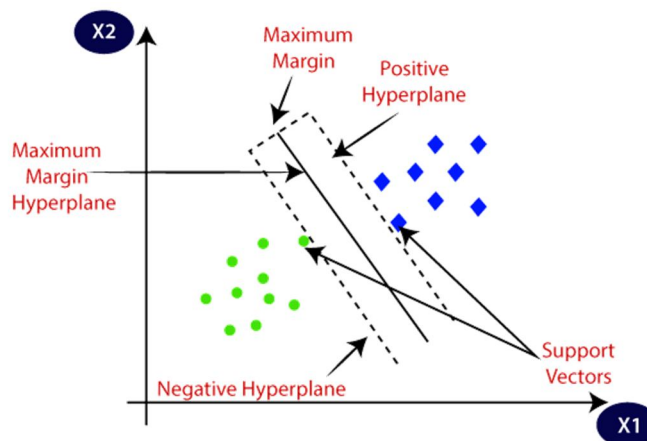 X2
Maximum
Margin
Positive
Hyperplane
Maximum
Margin
Hyperplane
Support
Vectors
Negative Hyperplane
X1